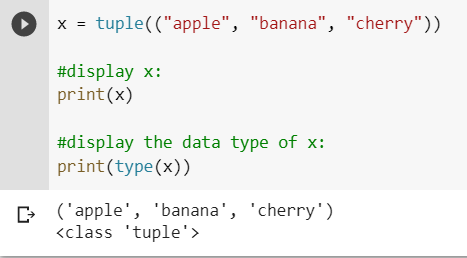 x = tuple(("apple", "banana", "cherry"))
#display x:
print(x)
#display the data type of x:
print(type(x))
('apple', 'banana', 'cherry')
<class 'tuple'>